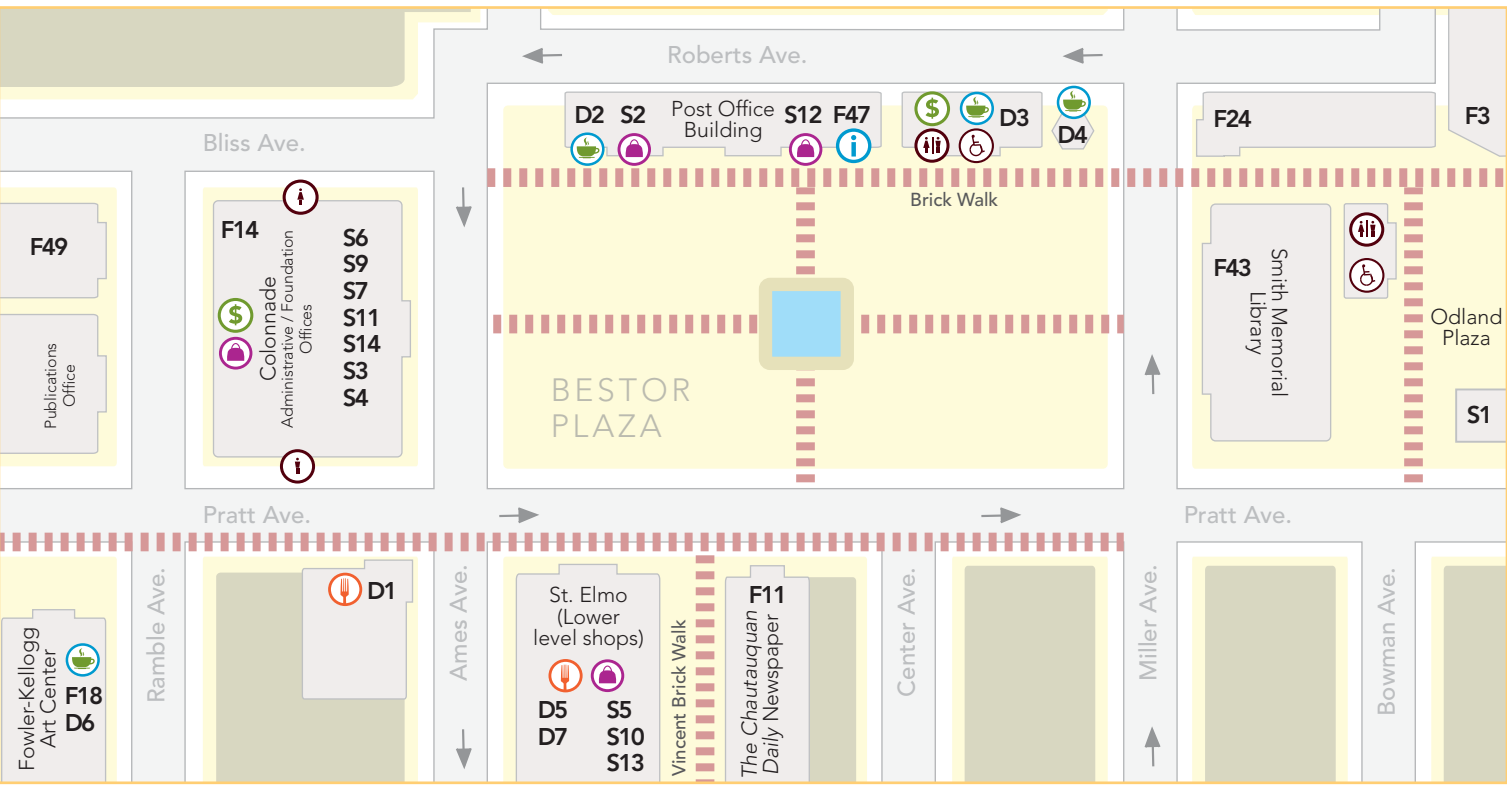 Roberts Ave.
D2
S2
Post Office
Building
S12
F47
$
D3
D4
F24
F3
Bliss Ave.
Brick Walk
F49
F14
$
Colonnade
Administrative / Foundation
Offices
S6
S9
S7
S11
S14
S3
S4
F43
Smith Memorial
Library
Odland
Plaza
Publications
Office
BESTOR
PLAZA
S1
Pratt Ave.
Pratt Ave.
Ramble Ave.
D1
Ames Ave.
St. Elmo
(Lower
level shops)
D5
D7
S5
S10
S13
Vincent Brick Walk
F11
The Chautauquan
Daily Newspaper
Center Ave.
Miller Ave.
Bowman Ave.
Fowler-Kellogg
Art Center
F18
D6